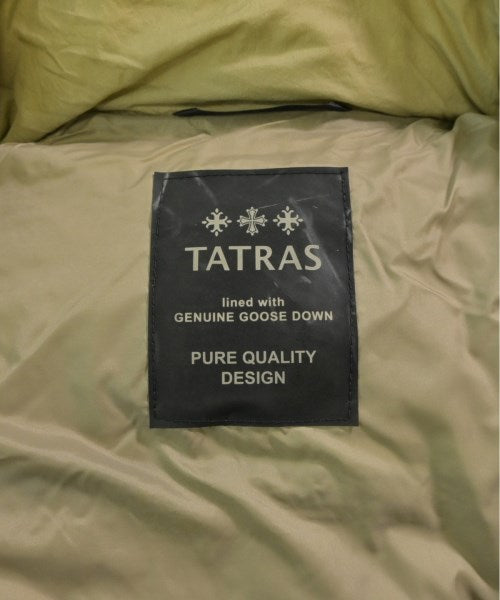 TATRAS
lined with
GENUINE GOOSE DOWN
PURE QUALITY
DESIGN